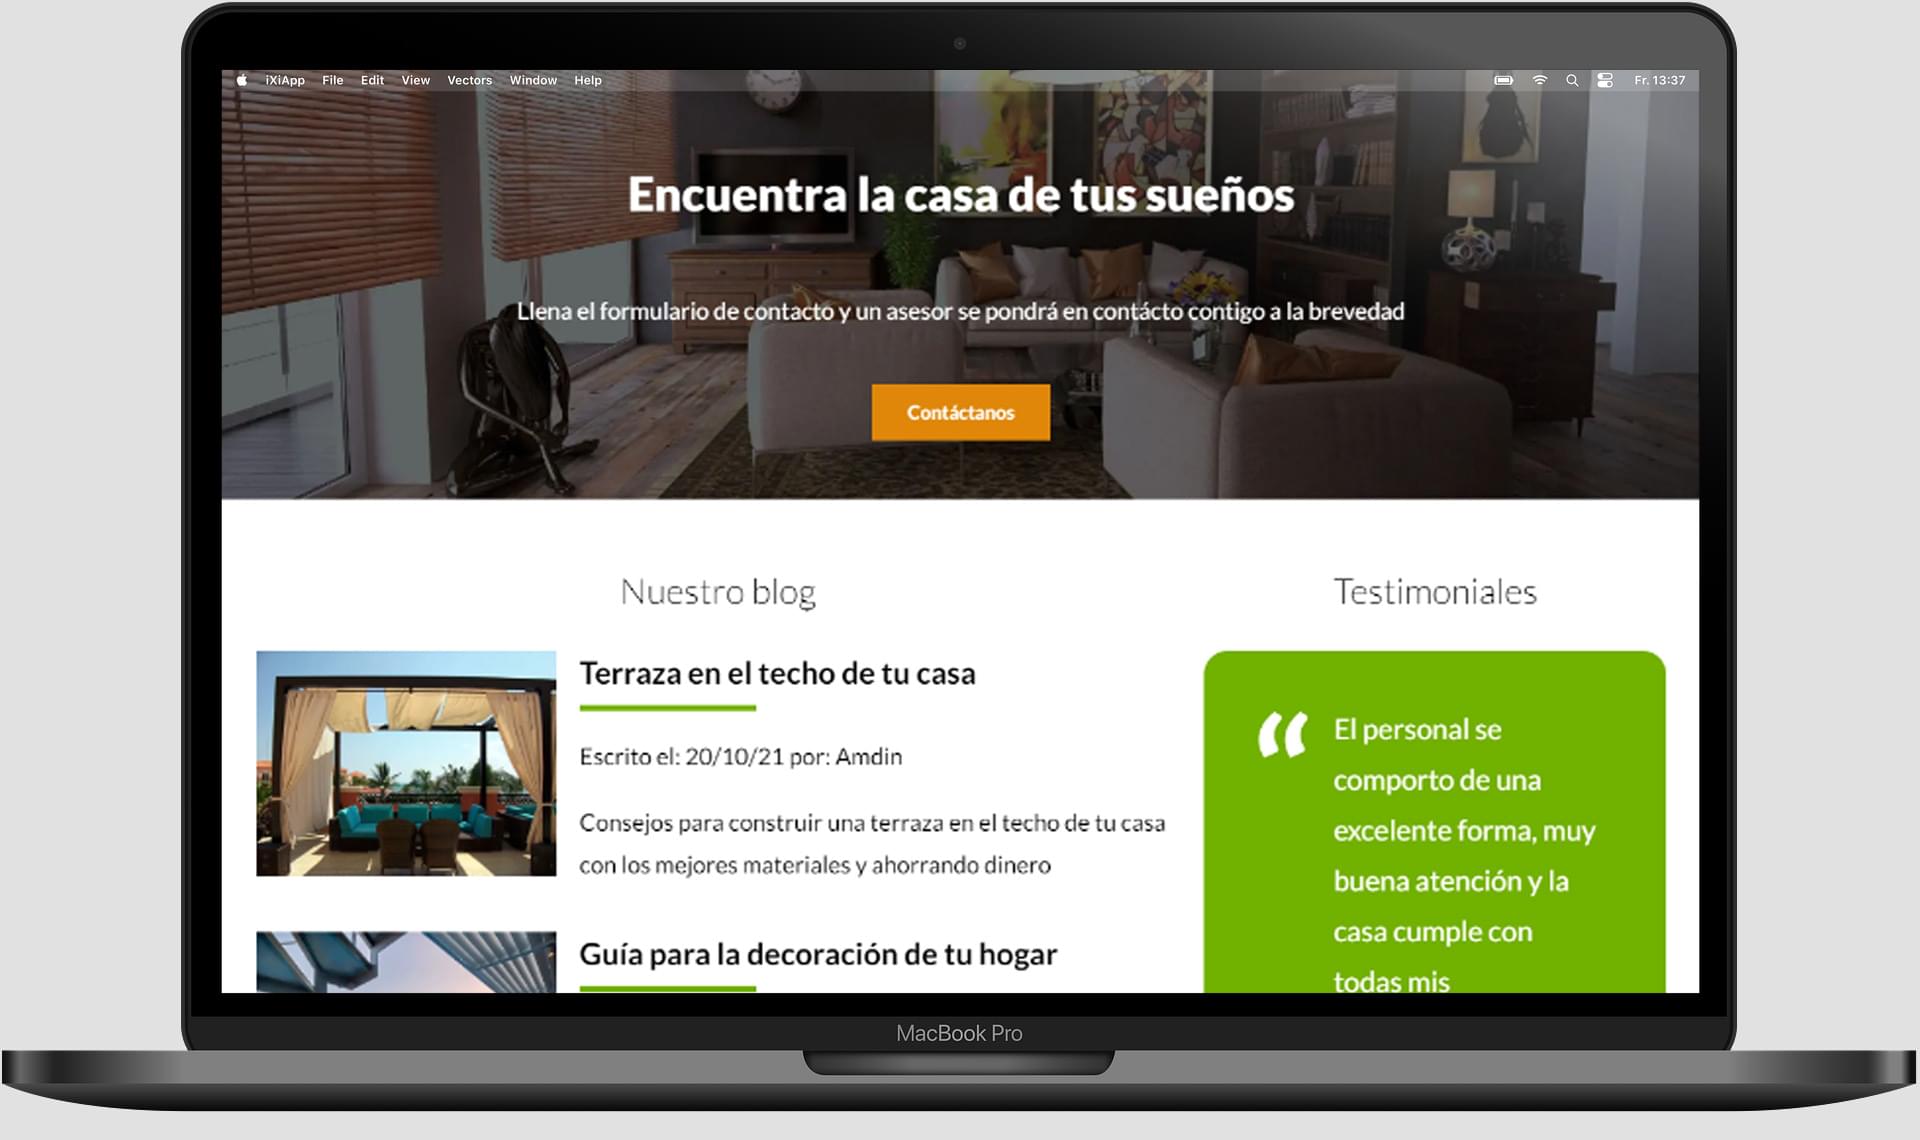 iXiApp File Edit View Vectors Window Help Fr. 13:37
Encuentra la casa de tus sueños
Llena el formulario de contacto y un asesor se pondrá en contácto contigo a la brevedad
Contáctanos
Nuestro blog
Terraza en el techo de tu casa
Escrito el: 20/10/21 por: Amdin
Consejos para construir una terraza en el techo de tu casa
con los mejores materiales y ahorrando dinero
Guía para la decoración de tu hogar
Testimoniales
“ El personal se
comporto de una
excelente forma, muy
buena atención y la
casa cumple con
todas mis
MacBook Pro